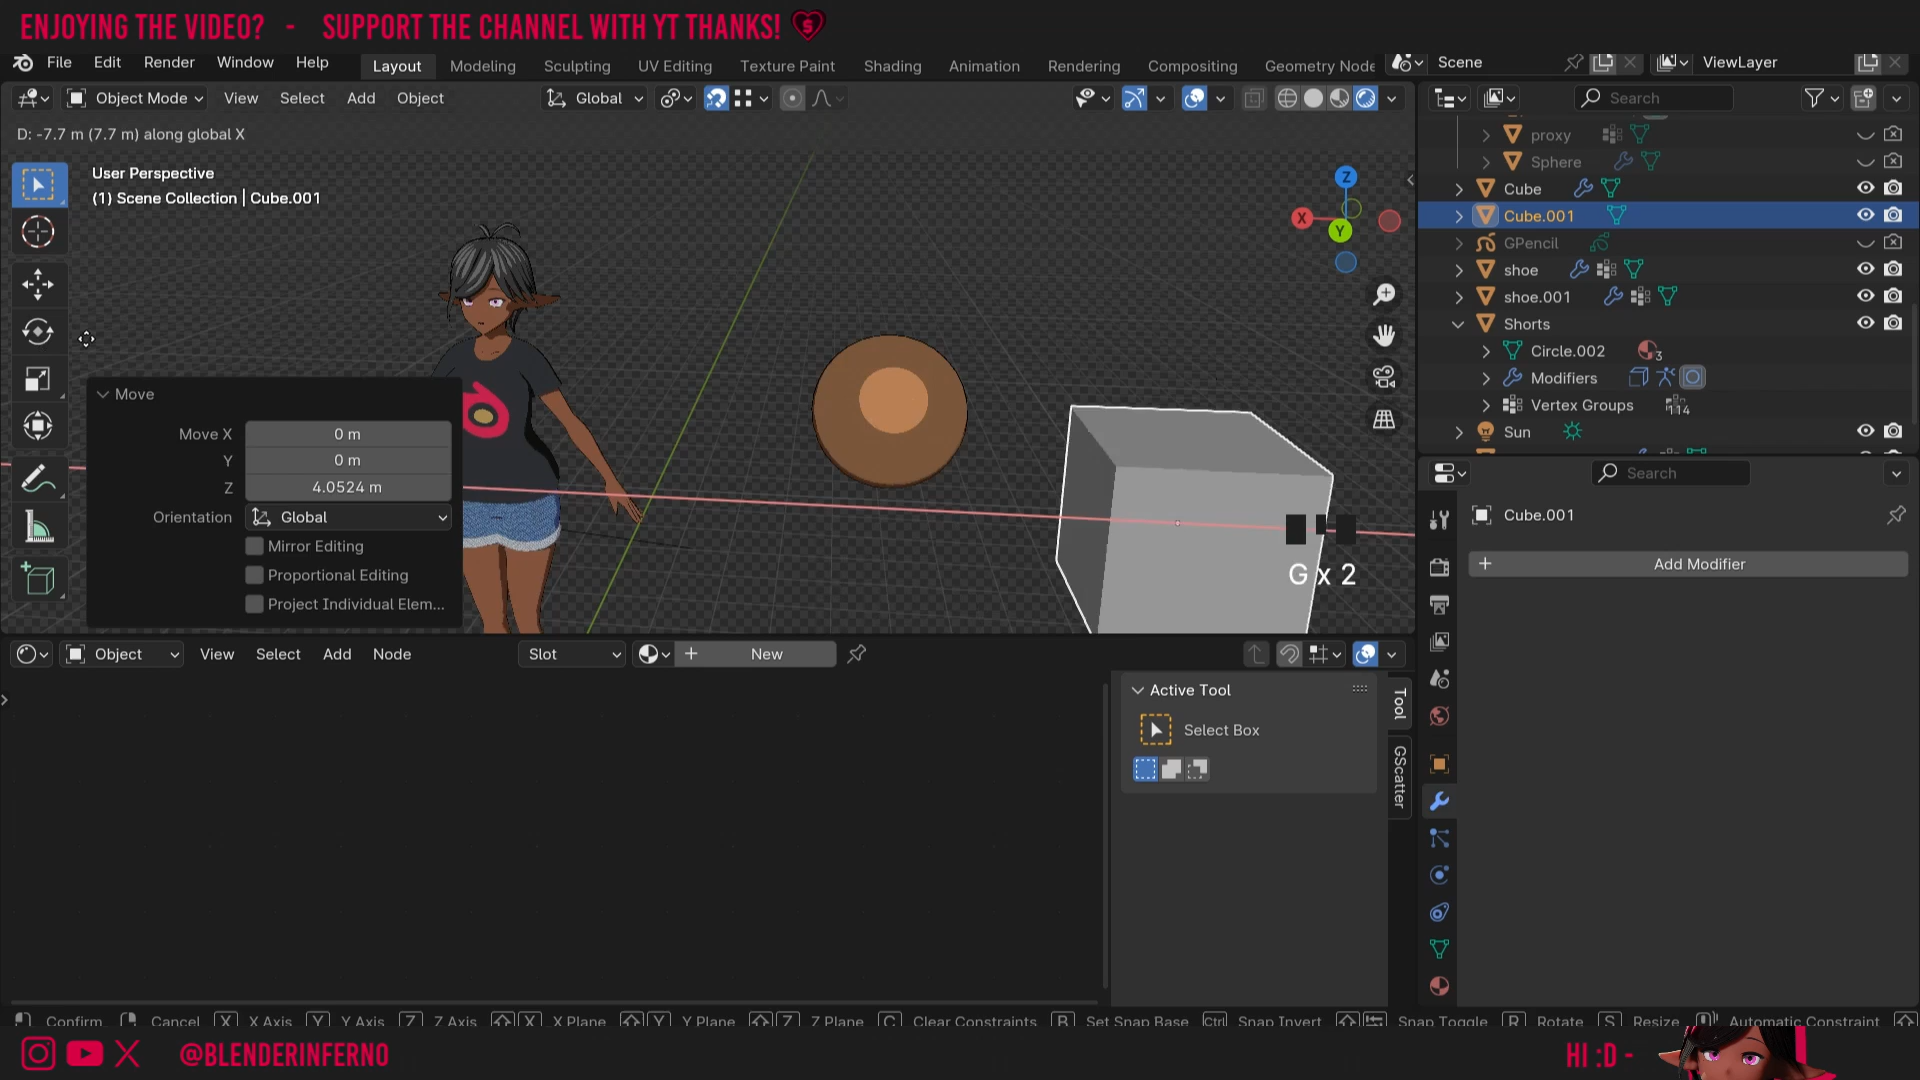 ENJOYING THE VIDEO? - SUPPORT THE CHANNEL WITH YT THANKS! S
File Edit Render Window Help Layout Modeling Sculpting UV Editing Texture Paint Shading Animation Rendering Compositing Geometry Node Scene ViewLayer
Object Mode View Select Add Object Global Search
D: -7.7 m (7.7 m) along global X
User Perspective
(1) Scene Collection | Cube.001
Z
X
Y
proxy
Sphere
Cube
Cube.001
GPencil
shoe
shoe.001
Shorts
Circle.002 3
Modifiers
Vertex Groups 114
Sun
Move
Move X 0 m
Y 0 m
Z 4.0524 m
Orientation Global
Mirror Editing
Proportional Editing
Project Individual Elem...
G x 2
Search
Cube.001
+ Add Modifier
Object View Select Add Node Slot + New
Active Tool
Select Box
Tool
GScatter
Confirm Cancel X X Axis Y Y Axis Z Z Axis X X Plane Y Y Plane Z Z Plane C Clear Constraints B Set Snap Base Ctrl Snap Invert Snap Toggle R Rotate S Resize Automatic Constraint
@BLENDERINFERNO
HI :D -